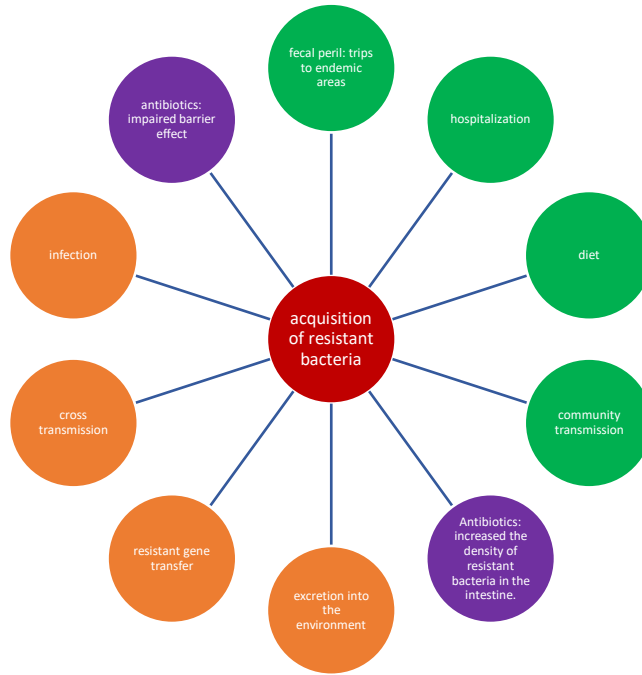 fecal peril: trips
to endemic
areas
hospitalization
diet
community
transmission
Antibiotics:
increased the
density of
resistant
bacteria in the
intestine.
excretion into
the
environment
resistant gene
transfer
cross
transmission
infection
antibiotics:
impaired barrier
effect
acquisition
of resistant
bacteria